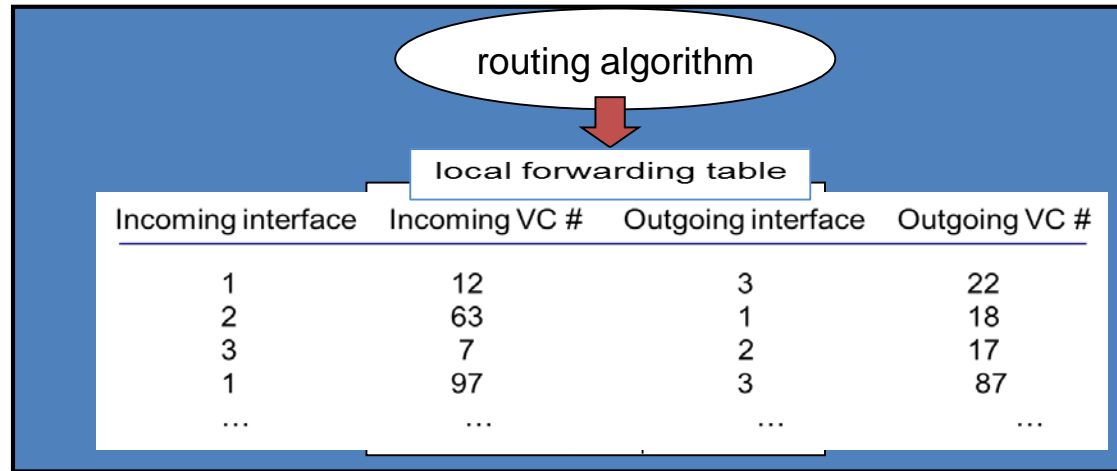 routing algorithm
local forwarding table
Incoming interface Incoming VC # Outgoing interface Outgoing VC #
1 12 3 22
2 63 1 18
3 7 2 17
1 97 3 87
… … … …